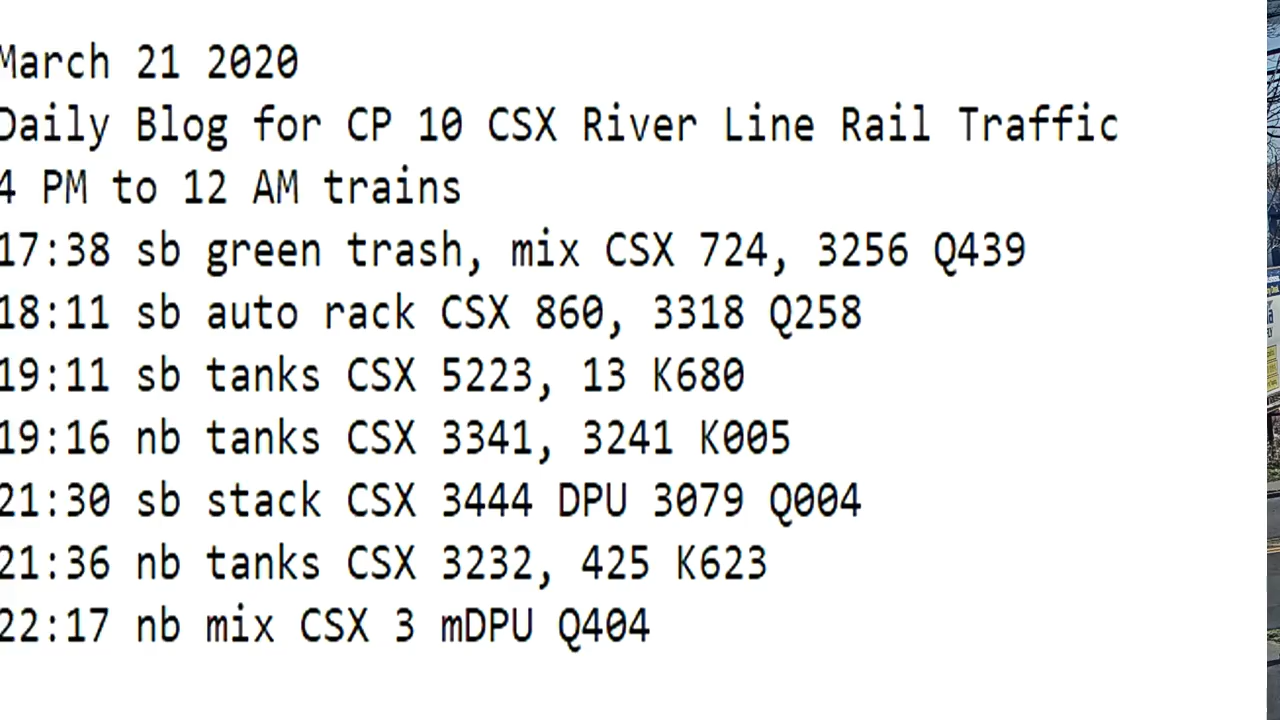 March 21 2020
Daily Blog for CP 10 CSX River Line Rail Traffic
4 PM to 12 AM trains
17:38 sb green trash, mix CSX 724, 3256 Q439
18:11 sb auto rack CSX 860, 3318 Q258
19:11 sb tanks CSX 5223, 13 K680
19:16 nb tanks CSX 3341, 3241 K005
21:30 sb stack CSX 3444 DPU 3079 Q004
21:36 nb tanks CSX 3232, 425 K623
22:17 nb mix CSX 3 mDPU Q404